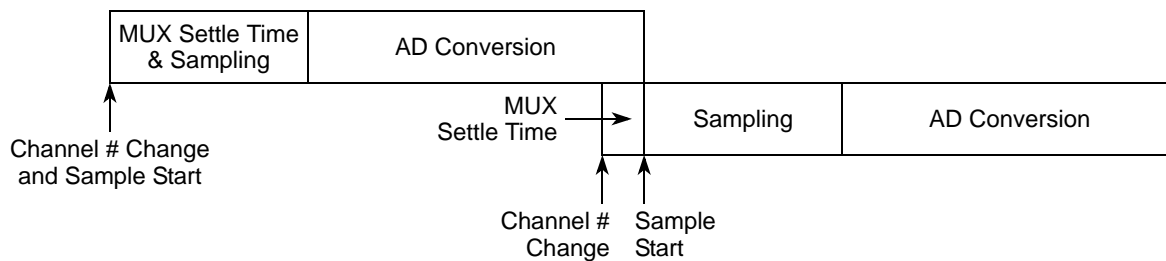 MUX Settle Time
& Sampling
AD Conversion
MUX
Settle Time
Sampling
AD Conversion
Channel # Change
and Sample Start
Channel #
Change
Sample
Start